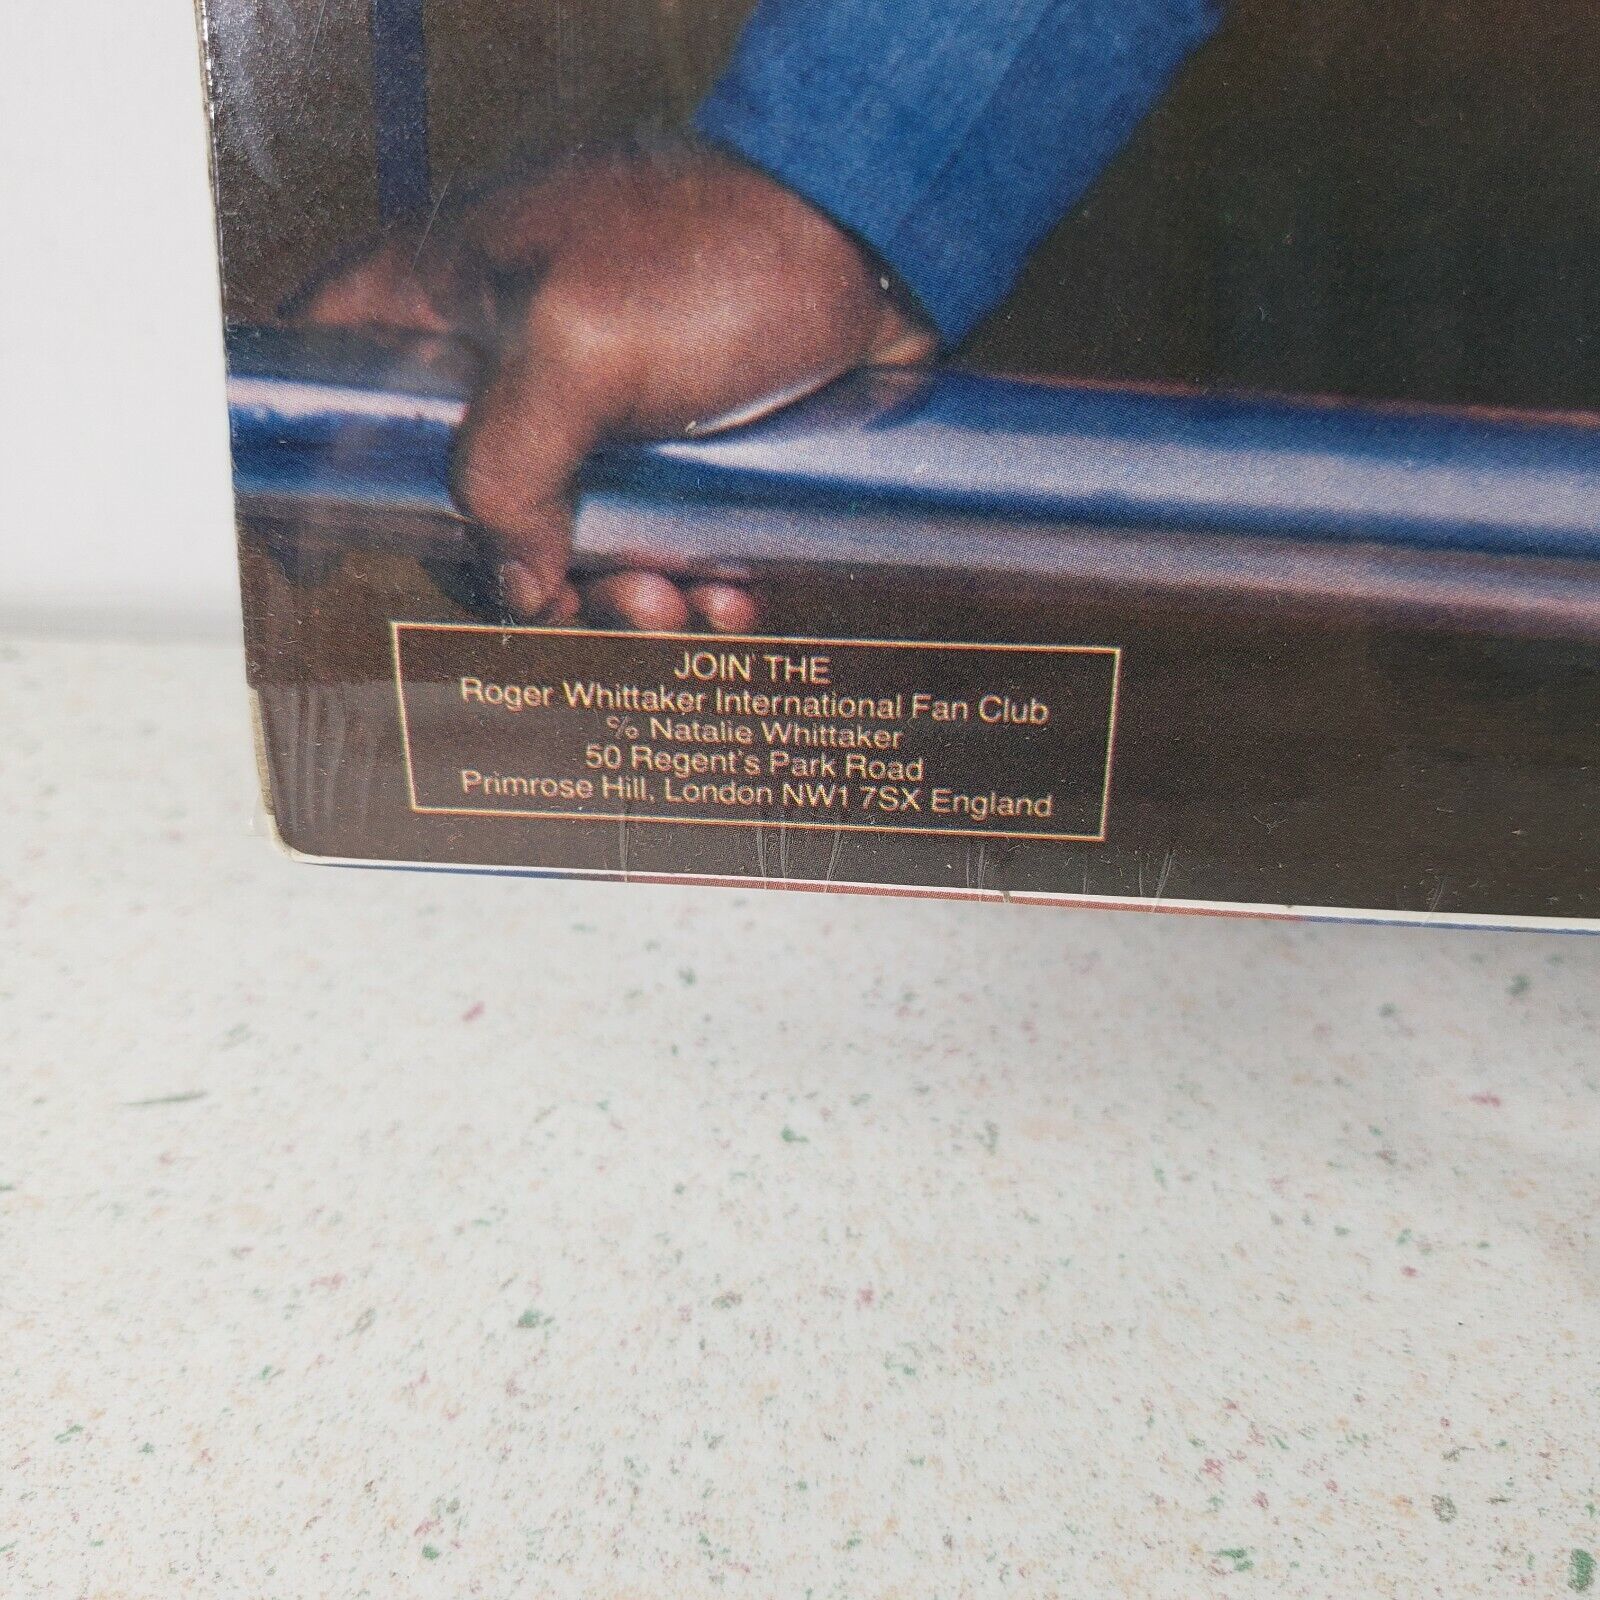 JOIN THE
Roger Whittaker International Fan Club
℅ Natalie Whittaker
50 Regent's Park Road
Primrose Hill, London NW1 7SX England